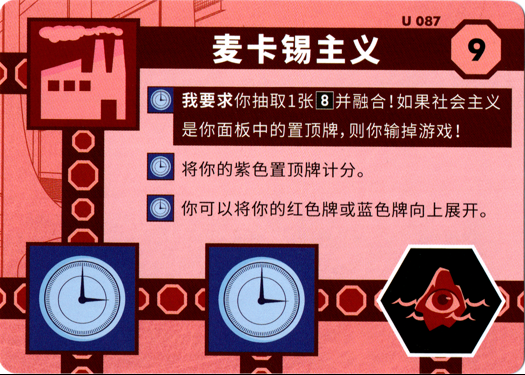 U 087
麦卡锡主义
9
我要求你抽取1张8并融合!如果社会主义
是你面板中的置顶牌,则你输掉游戏!
将你的紫色置顶牌计分。
你可以将你的红色牌或蓝色牌向上展开。